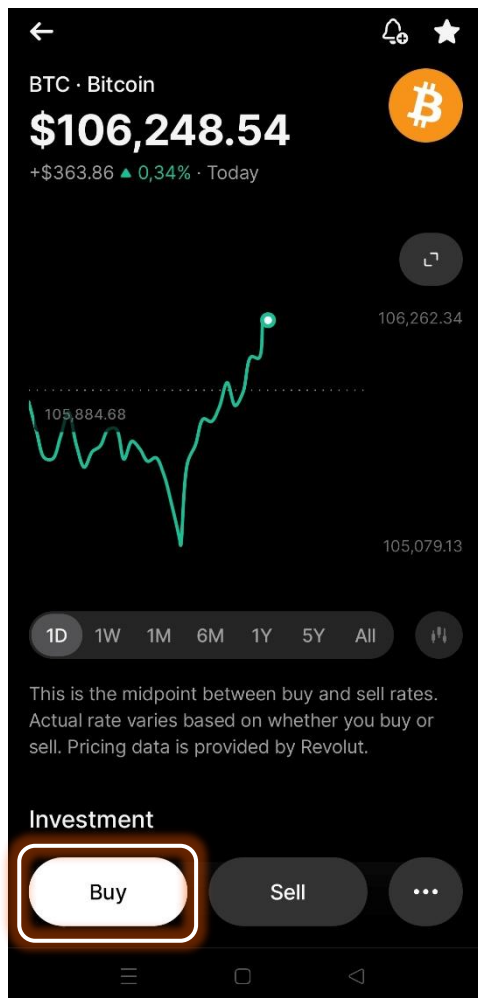 BTC · Bitcoin
$106,248.54
+$363.86 ▲ 0,34% · Today
106,262.34
105,884.68
105,079.13
1D 1W 1M 6M 1Y 5Y All
This is the midpoint between buy and sell rates.
Actual rate varies based on whether you buy or
sell. Pricing data is provided by Revolut.
Investment
Buy Sell